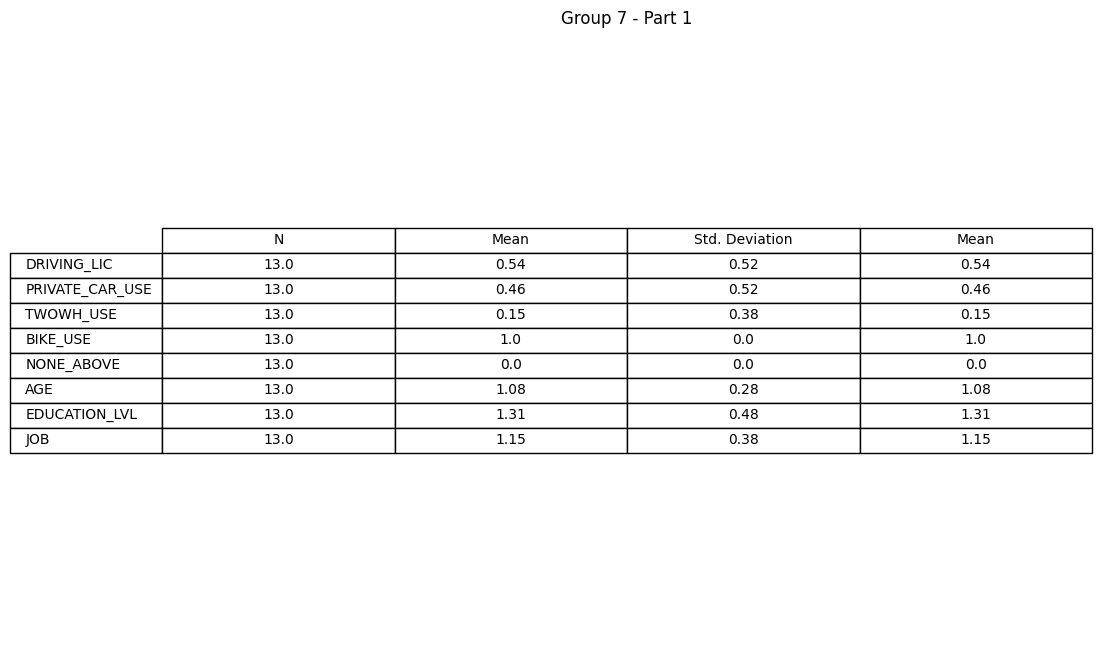 Group 7 - Part 1
N Mean Std. Deviation Mean
DRIVING_LIC 13.0 0.54 0.52 0.54
PRIVATE_CAR_USE 13.0 0.46 0.52 0.46
TWOWH_USE 13.0 0.15 0.38 0.15
BIKE_USE 13.0 1.0 0.0 1.0
NONE_ABOVE 13.0 0.0 0.0 0.0
AGE 13.0 1.08 0.28 1.08
EDUCATION_LVL 13.0 1.31 0.48 1.31
JOB 13.0 1.15 0.38 1.15